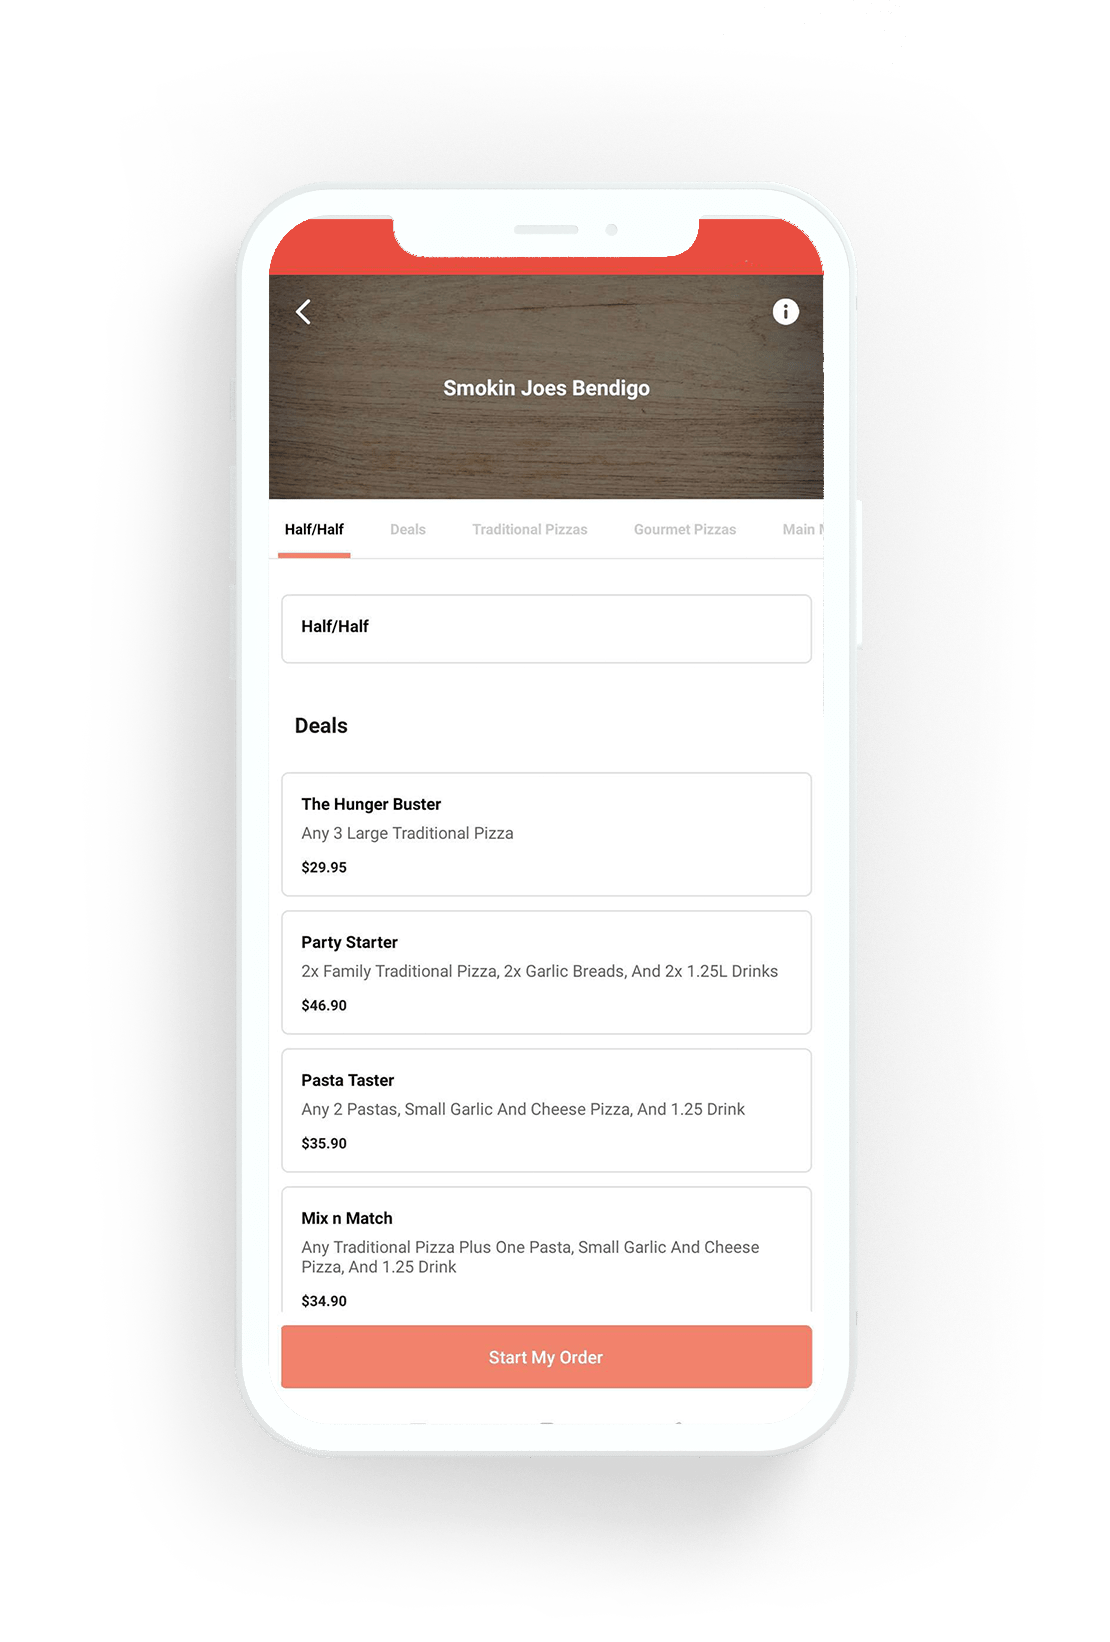 Smokin Joes Bendigo
Half/Half Deals Traditional Pizzas Gourmet Pizzas Main
Half/Half
Deals
The Hunger Buster
Any 3 Large Traditional Pizza
$29.95
Party Starter
2x Family Traditional Pizza, 2x Garlic Breads, And 2x 1.25L Drinks
$46.90
Pasta Taster
Any 2 Pastas, Small Garlic And Cheese Pizza, And 1.25 Drink
$35.90
Mix n Match
Any Traditional Pizza Plus One Pasta, Small Garlic And Cheese
Pizza, And 1.25 Drink
$34.90
Start My Order